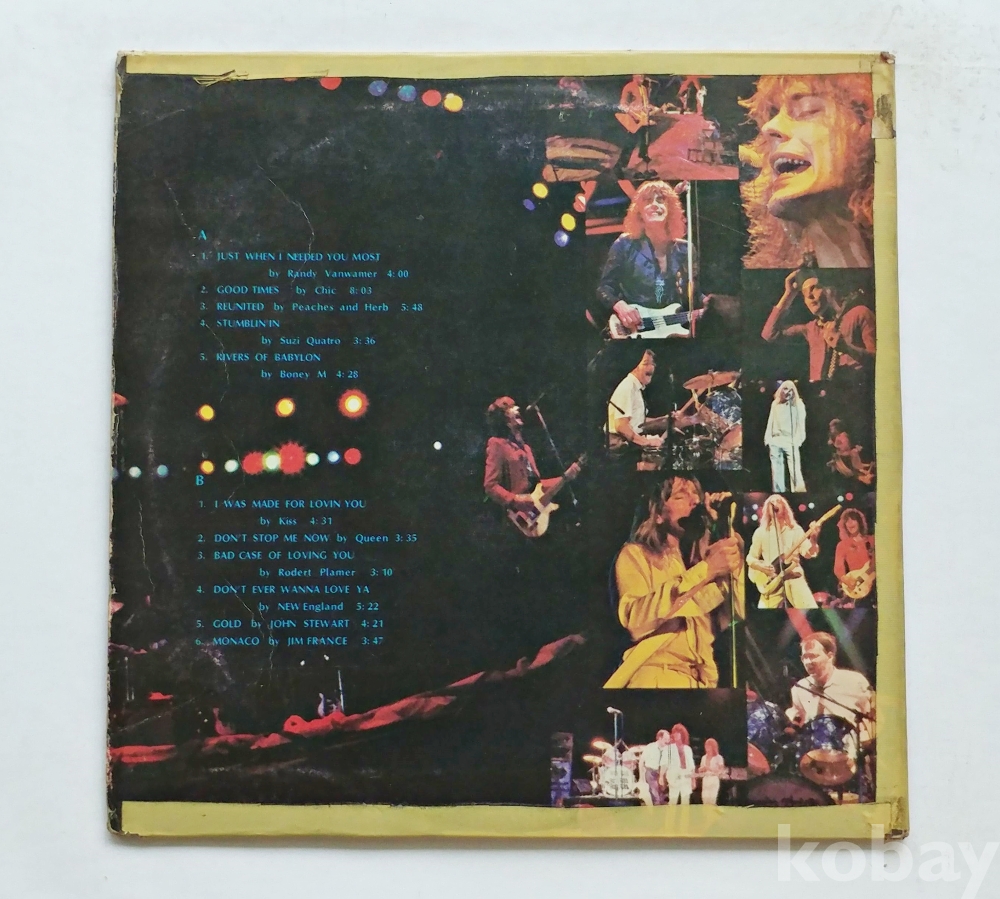 A
1. JUST WHEN I NEEDED YOU MOST
by Randy Vanwamer 4:00
2. GOOD TIMES by Chic 8:03
3. REUNITED by Peaches and Herb 5:48
4. STUMBLIN'IN
by Suzi Quatro 3:36
5. RIVERS OF BABYLON
by Boney M 4:28
B
1. I WAS MADE FOR LOVIN YOU
by Kiss 4:31
2. DON'T STOP ME NOW by Queen 3:35
3. BAD CASE OF LOVING YOU
by Rodert Plamer 3:10
4. DON'T EVER WANNA LOVE YA
by NEW England 5:22
5. GOLD by JOHN STEWART 4:21
6. MONACO by JIM FRANCE 3:47
kobay